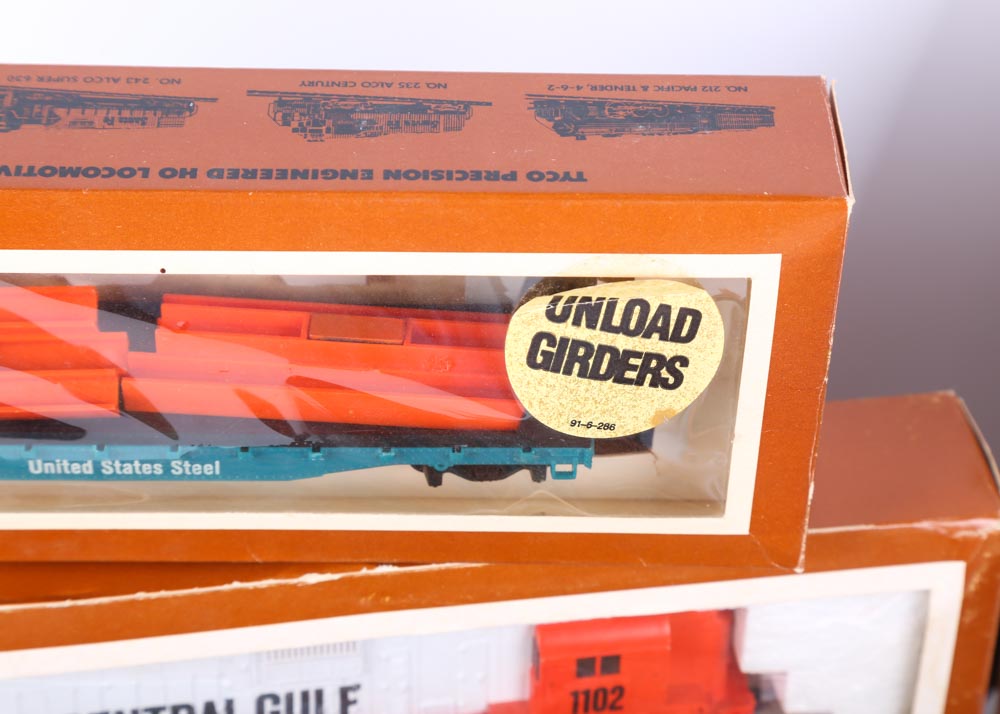 NO. 243 ALCO SUPER 630
NO. 235 ALCO CENTURY
NO. 212 PACIFIC & TENDER, 4-6-2
TYCO PRECISION ENGINEERED HO
UNLOAD
GIRDERS
91-6-286
United States Steel
GULF
1102